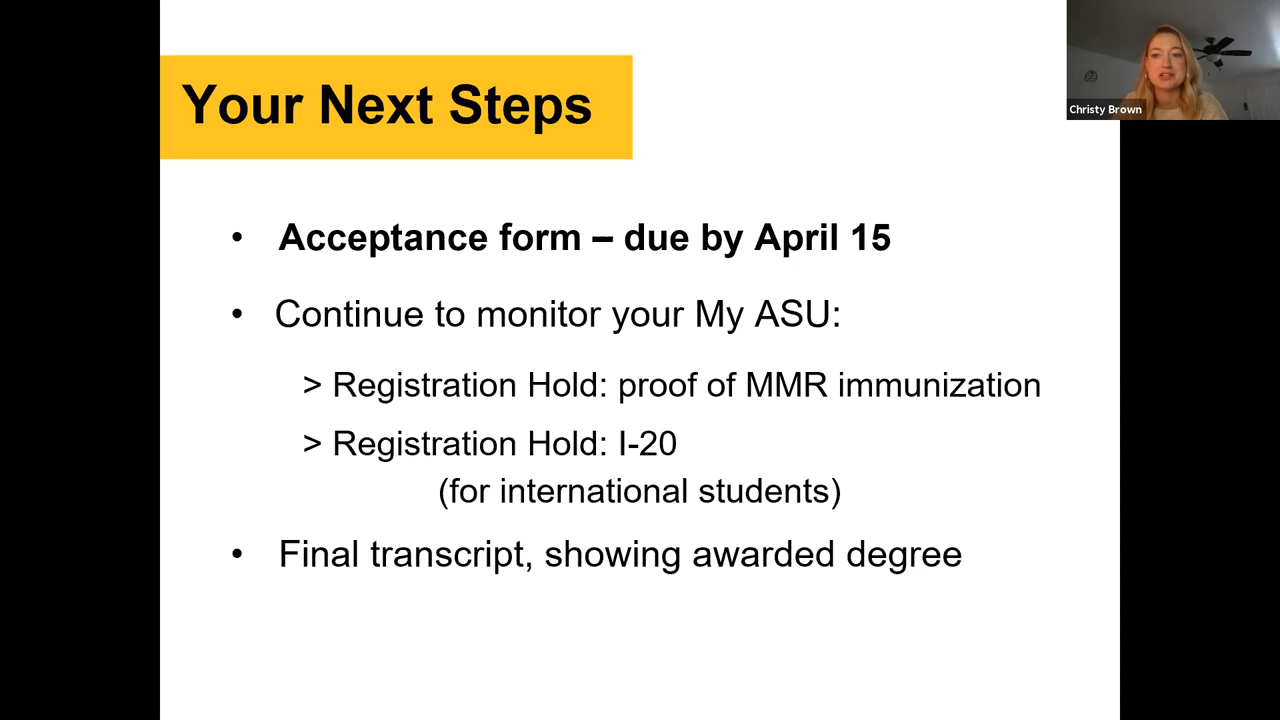 Your Next Steps
Christy Brown
• Acceptance form – due by April 15
• Continue to monitor your My ASU:
> Registration Hold: proof of MMR immunization
> Registration Hold: I-20
(for international students)
• Final transcript, showing awarded degree